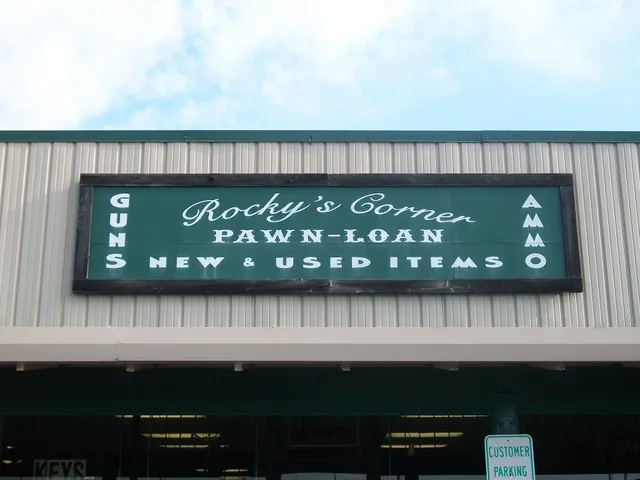 GUNS
Rocky's Corner
PAWN-LOAN
NEW & USED ITEMS
AMMO
KEYS
CUSTOMER
PARKING